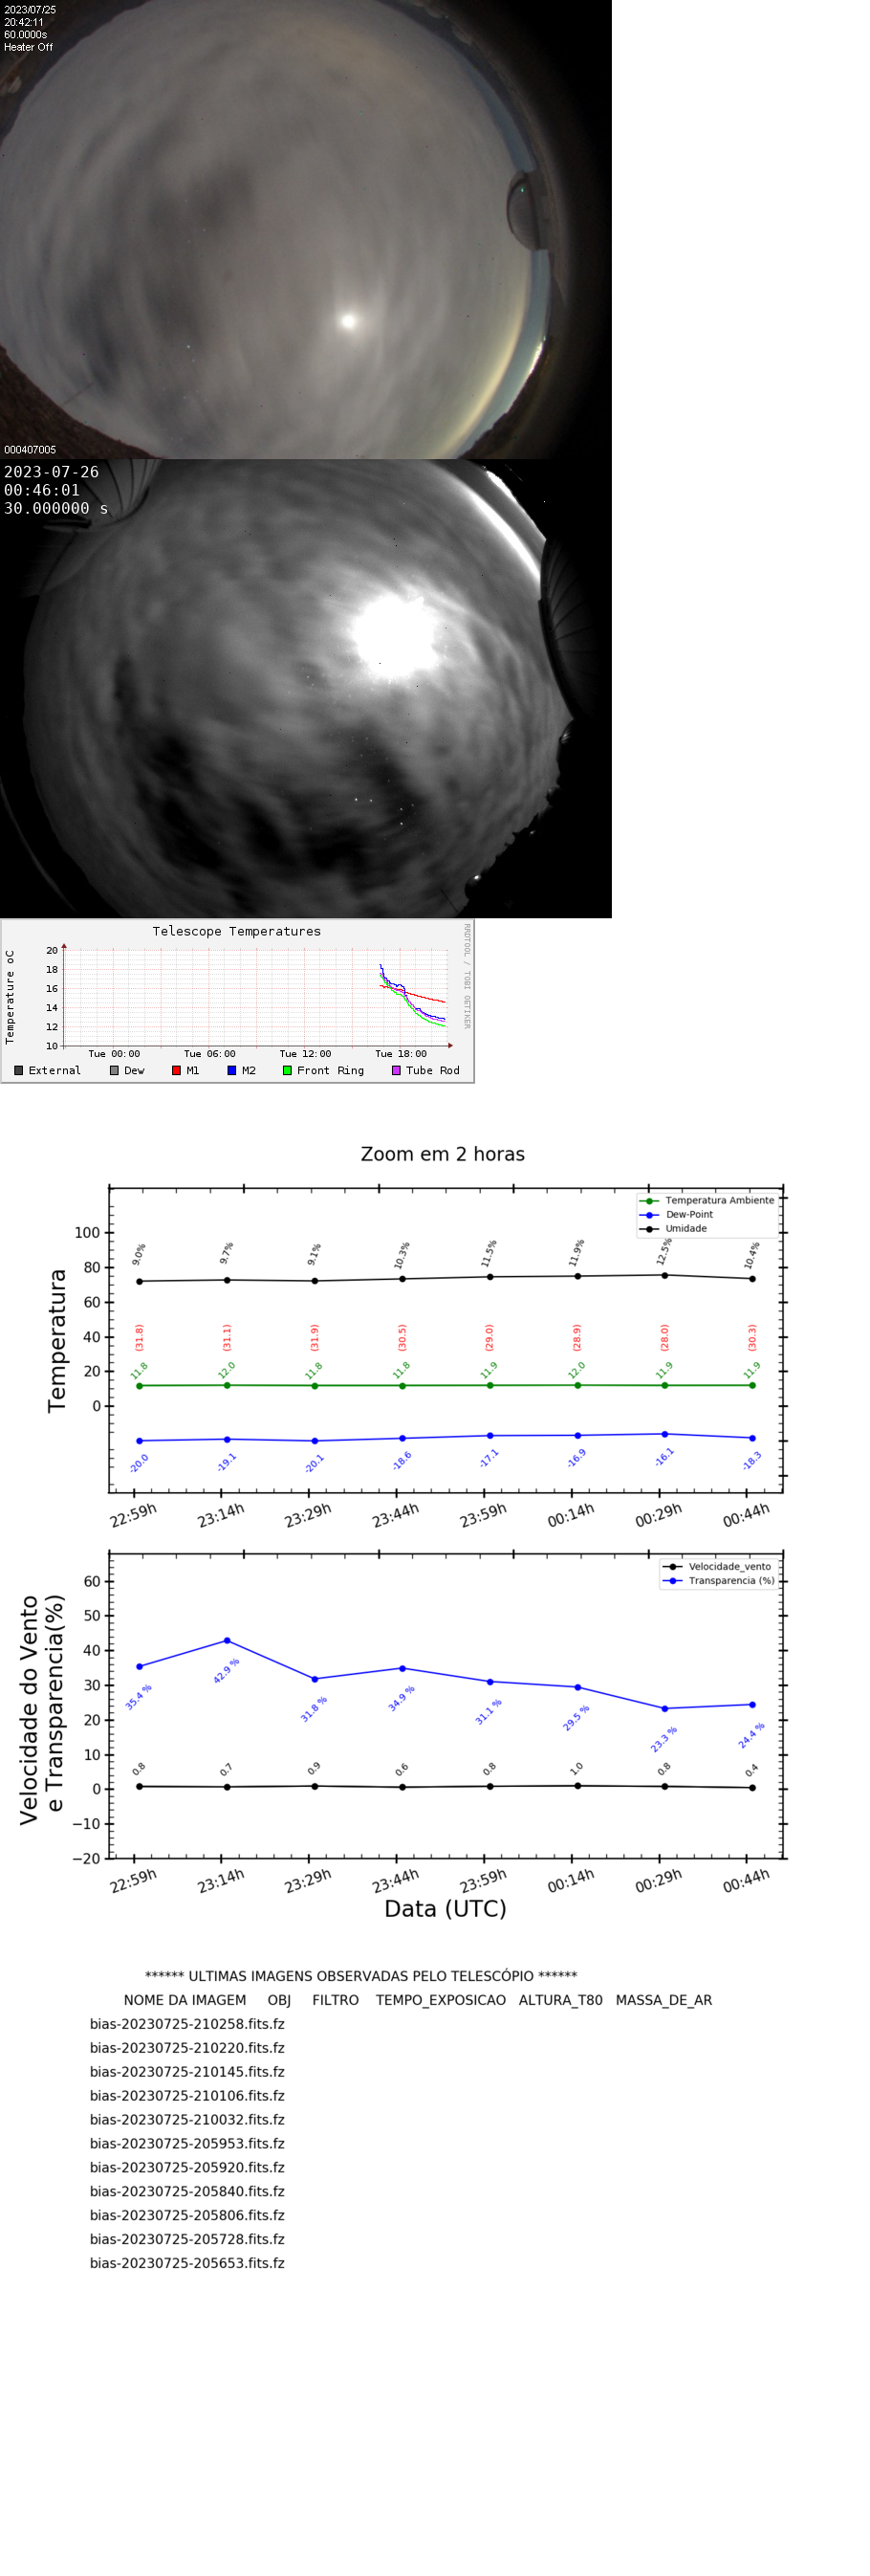 2023/07/25
20:42:11
60.0000s
Heater Off
000407005
2023-07-26
00:46:01
30.000000 s
Telescope Temperatures
Temperature oC
RRDTOOL / TOBI OETIKER
20
18
16
14
12
10
Tue 00:00 Tue 06:00 Tue 12:00 Tue 18:00
External Dew M1 M2 Front Ring Tube Rod
Zoom em 2 horas
Temperatura
Temperatura Ambiente
Dew-Point
Umidade
100
80
60
40
20
0
9.0% 9.7% 9.1% 10.3% 11.5% 11.9% 12.5% 10.4%
(31.8) (31.1) (31.9) (30.5) (29.0) (28.9) (28.0) (30.3)
11.8 12.0 11.8 11.8 11.9 12.0 11.9 11.9
-20.0 -19.1 -20.1 -18.6 -17.1 -16.9 -16.1 -18.3
22:59h 23:14h 23:29h 23:44h 23:59h 00:14h 00:29h 00:44h
Velocidade do Vento
e Transparencia(%)
Velocidade_vento
Transparencia (%)
60
50
40
30
20
10
0
−10
−20
35.4 % 42.9 % 31.8 % 34.9 % 31.1 % 29.5 % 23.3 % 24.4 %
0.8 0.7 0.9 0.6 0.8 1.0 0.8 0.4
22:59h 23:14h 23:29h 23:44h 23:59h 00:14h 00:29h 00:44h
Data (UTC)
****** ULTIMAS IMAGENS OBSERVADAS PELO TELESCÓPIO ******
NOME DA IMAGEM OBJ FILTRO TEMPO_EXPOSICAO ALTURA_T80 MASSA_DE_AR
bias-20230725-210258.fits.fz
bias-20230725-210220.fits.fz
bias-20230725-210145.fits.fz
bias-20230725-210106.fits.fz
bias-20230725-210032.fits.fz
bias-20230725-205953.fits.fz
bias-20230725-205920.fits.fz
bias-20230725-205840.fits.fz
bias-20230725-205806.fits.fz
bias-20230725-205728.fits.fz
bias-20230725-205653.fits.fz